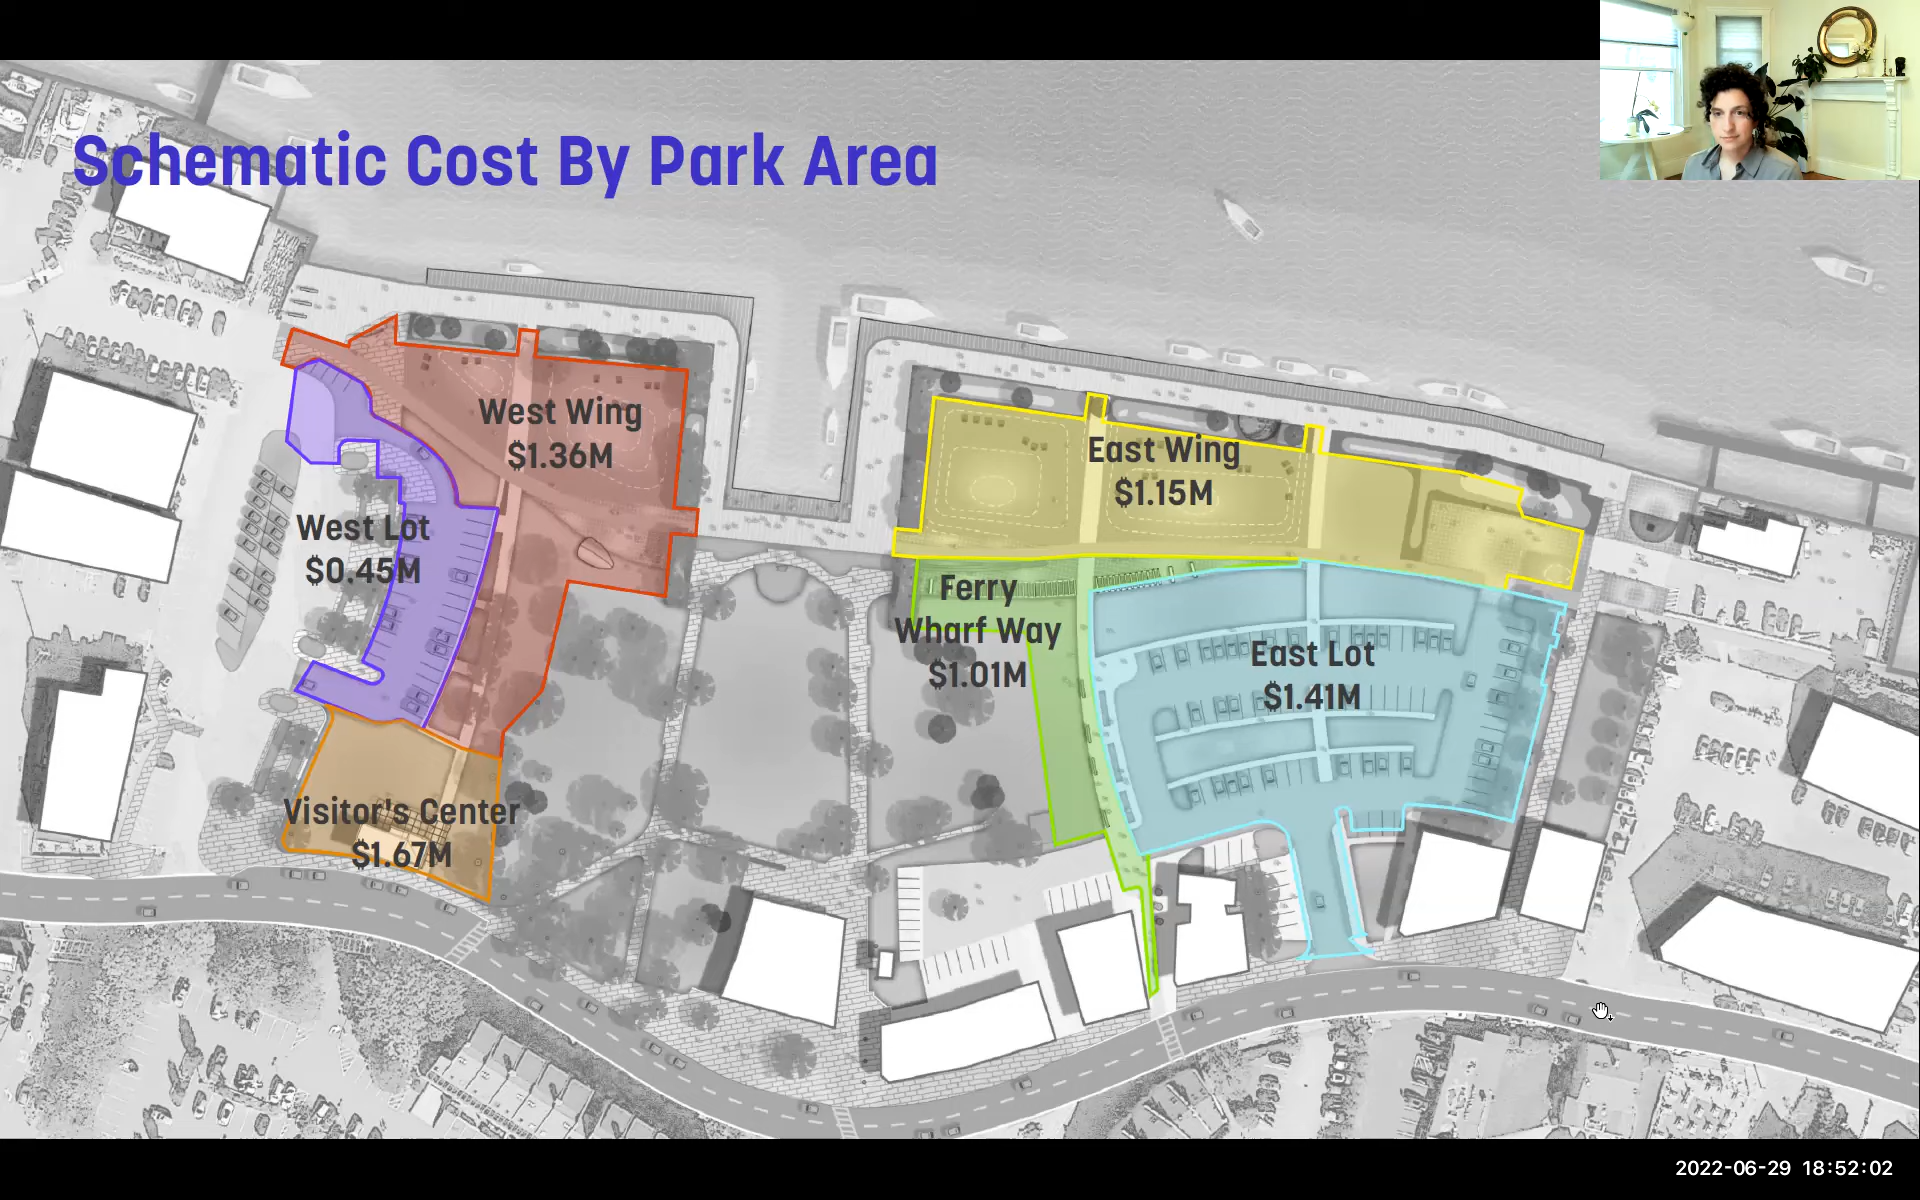 Schematic Cost By Park Area
West Wing
$1.36M
East Wing
$1.15M
West Lot
$0.45M
Ferry
Wharf Way
$1.01M
East Lot
$1.41M
Visitor's Center
$1.67M
2022-06-29 18:52:02